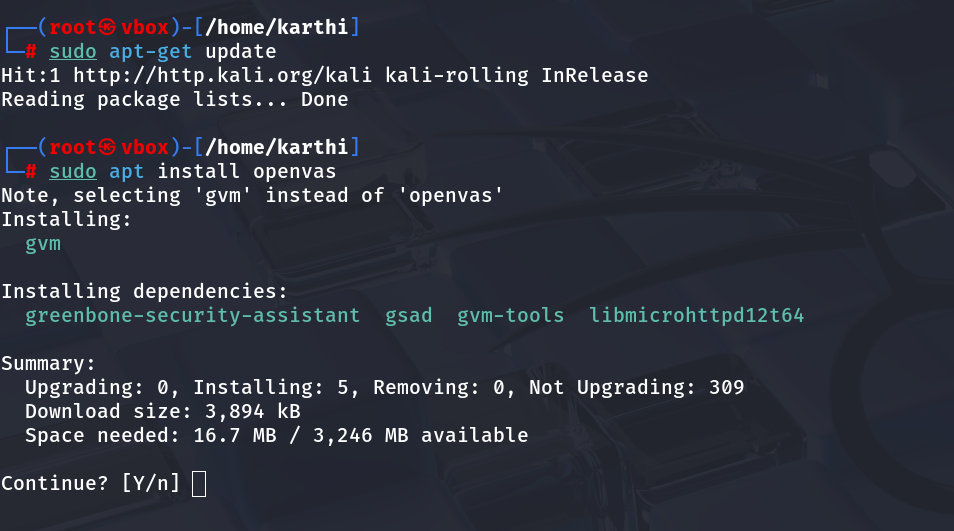 ┌──(root㉿vbox)-[/home/karthi]
└─# sudo apt-get update
Hit:1 http://http.kali.org/kali kali-rolling InRelease
Reading package lists... Done
┌──(root㉿vbox)-[/home/karthi]
└─# sudo apt install openvas
Note, selecting 'gvm' instead of 'openvas'
Installing:
  gvm
Installing dependencies:
  greenbone-security-assistant  gsad  gvm-tools  libmicrohttpd12t64
Summary:
  Upgrading: 0, Installing: 5, Removing: 0, Not Upgrading: 309
  Download size: 3,894 kB
  Space needed: 16.7 MB / 3,246 MB available
Continue? [Y/n]